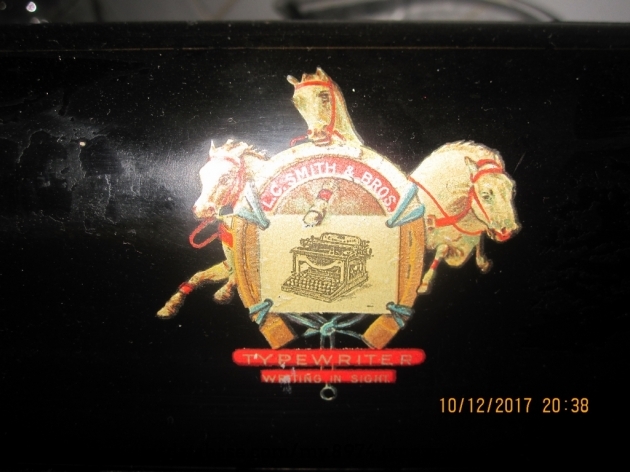 L.C. SMITH & BROS.
TYPEWRITER
WRITING IN SIGHT
10/12/2017 20:38